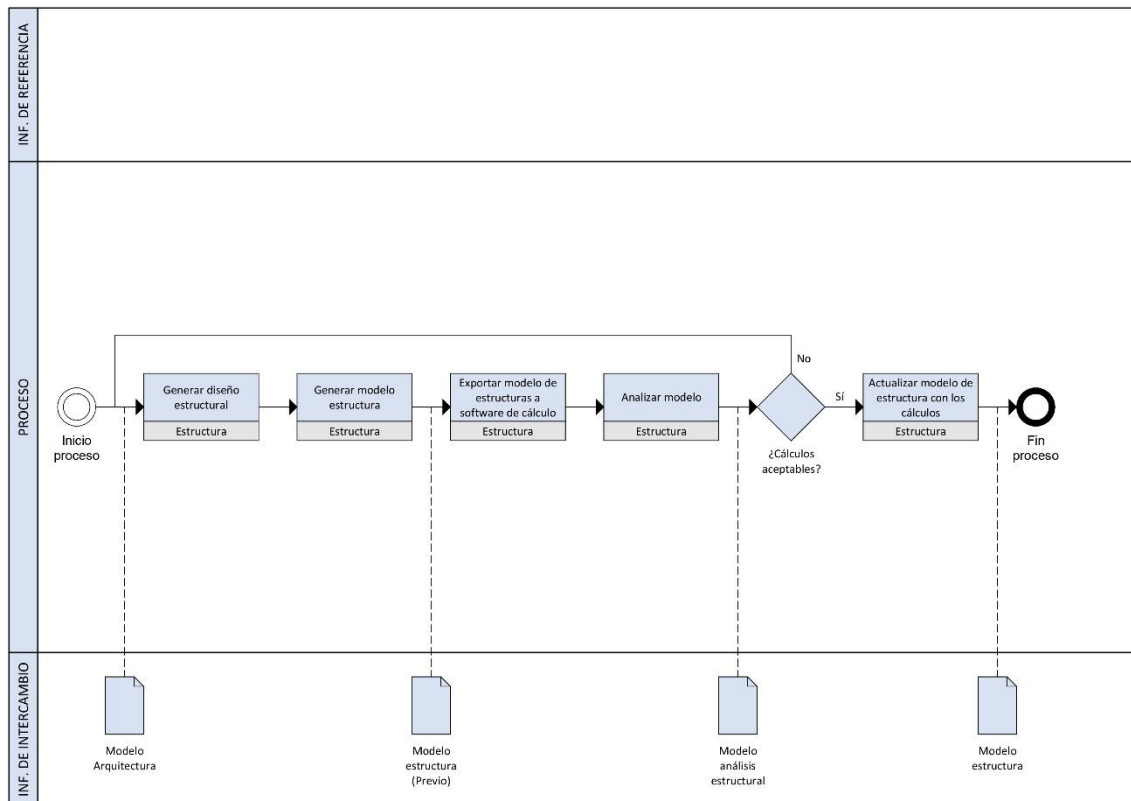 INF. DE REFERENCIA
PROCESO
Inicio
proceso
Generar diseño
estructural
Estructura
Generar modelo
estructura
Estructura
Exportar modelo de
estructuras a
software de cálculo
Estructura
Analizar modelo
Estructura
No
Sí
¿Cálculos
aceptables?
Actualizar modelo de
estructura con los
cálculos
Estructura
Fin
proceso
INF. DE INTERCAMBIO
Modelo
Arquitectura
Modelo
estructura
(Previo)
Modelo
análisis
estructural
Modelo
estructura